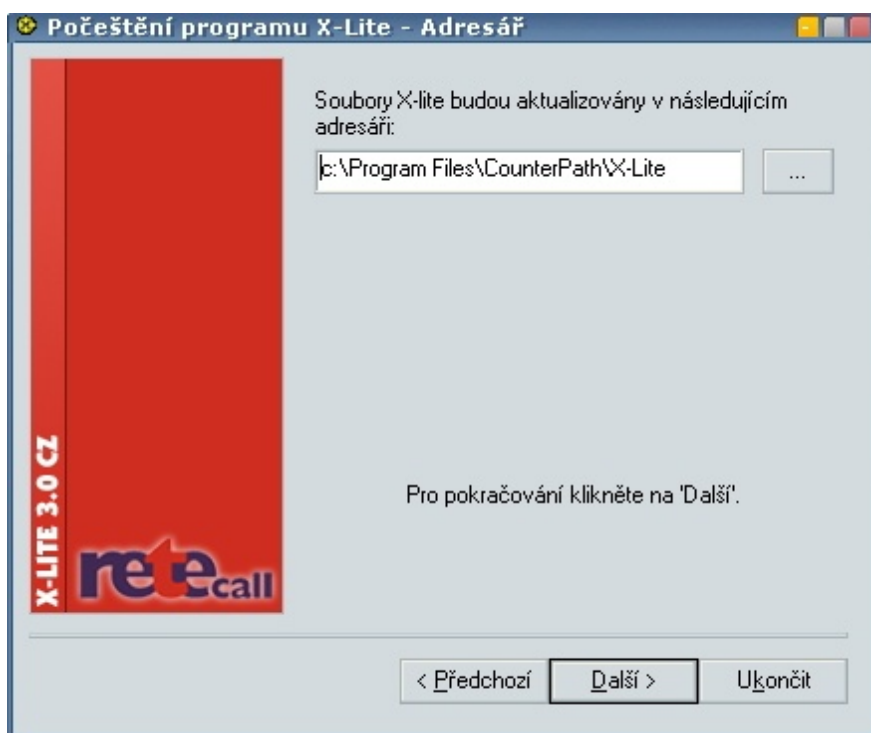 Počeštění programu X-Lite - Adresář
Soubory X-lite budou aktualizovány v následujícím
adresáři:
c:\Program Files\CounterPath\X-Lite
...
Pro pokračování klikněte na 'Další'.
X-LITE 3.0 CZ
retecall
< Předchozí
Další >
Ukončit